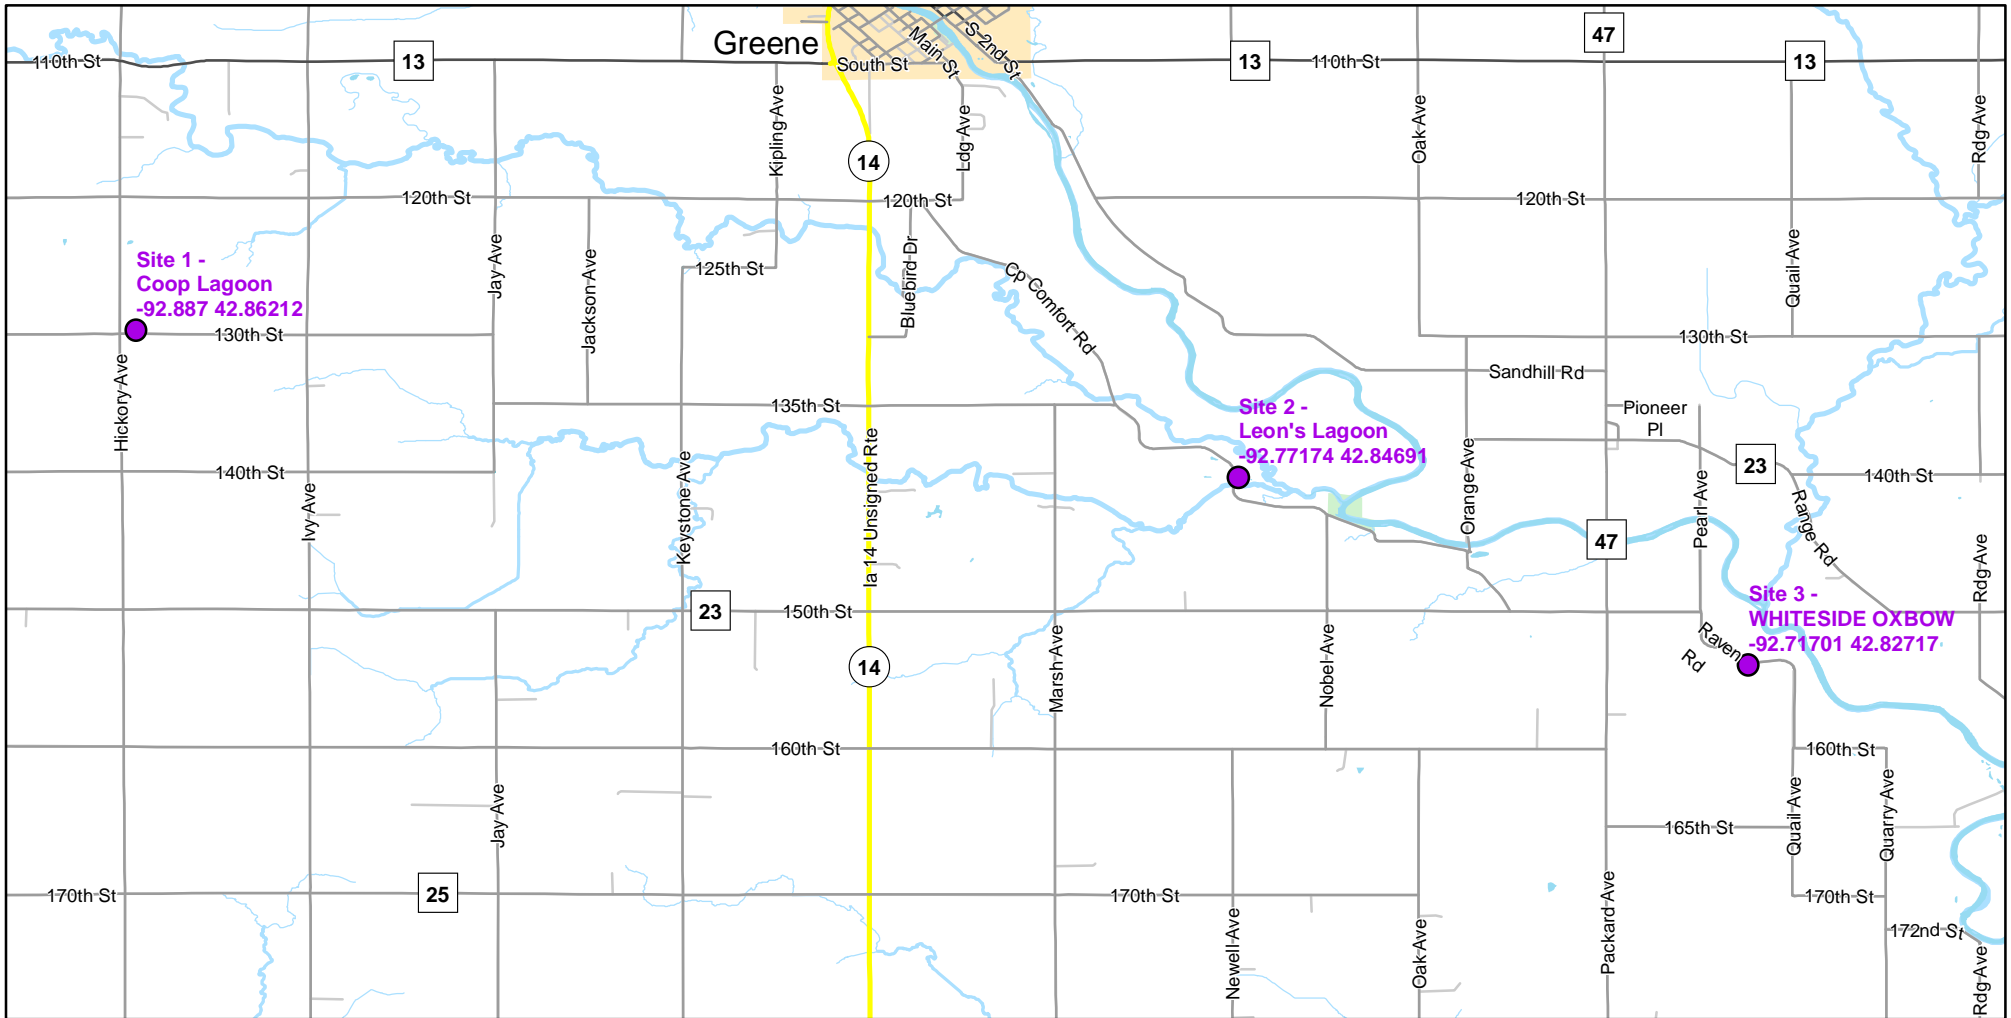 Greene
110th St
13
South St
Main St
S 2nd St
13
110th St
47
13
Kipling Ave
Ldg Ave
Oak Ave
Rdg Ave
14
120th St
120th St
120th St
Site 1 -
Coop Lagoon
-92.887 42.86212
Jay Ave
Jackson Ave
125th St
Bluebird Dr
Cp Comfort Rd
Quail Ave
130th St
130th St
Hickory Ave
Sandhill Rd
135th St
Site 2 -
Leon's Lagoon
-92.77174 42.84691
Pioneer
Pl
140th St
23
140th St
Ivy Ave
Keystone Ave
Ia 14 Unsigned Rte
Orange Ave
Pearl Ave
Range Rd
47
Rdg Ave
23
150th St
Site 3 -
WHITESIDE OXBOW
-92.71701 42.82717
Raven
Rd
14
Marsh Ave
Nobel Ave
160th St
160th St
Jay Ave
165th St
Quail Ave
Quarry Ave
170th St
25
170th St
170th St
Newell Ave
Oak Ave
Packard Ave
172nd St
Rdg Ave